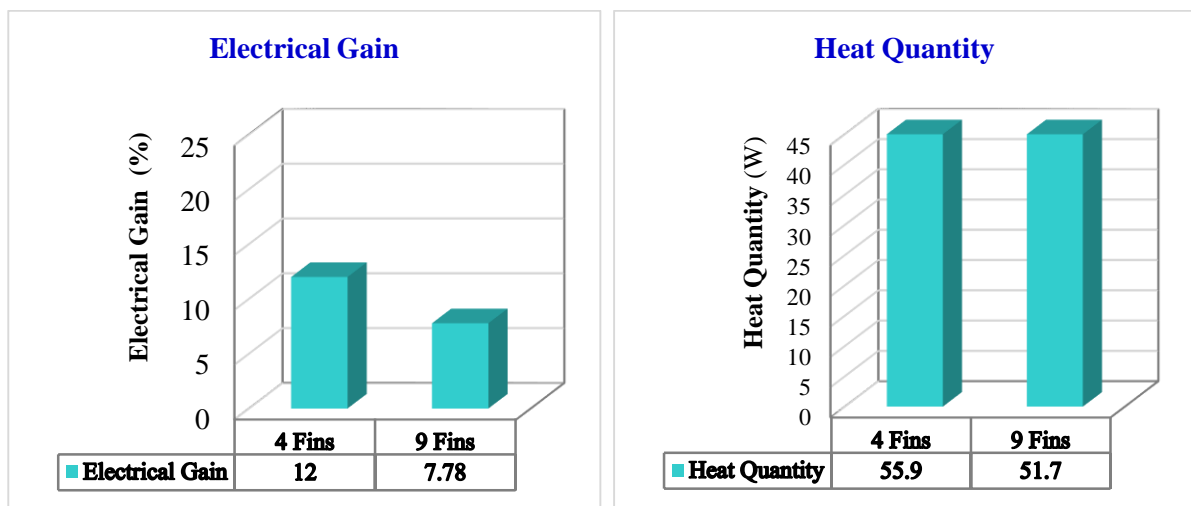 Electrical Gain
Electrical Gain (%)
25
20
15
10
5
0
4 Fins 9 Fins
Electrical Gain 12 7.78
Heat Quantity
Heat Quantity (W)
45
40
35
30
25
20
15
10
5
0
4 Fins 9 Fins
Heat Quantity 55.9 51.7